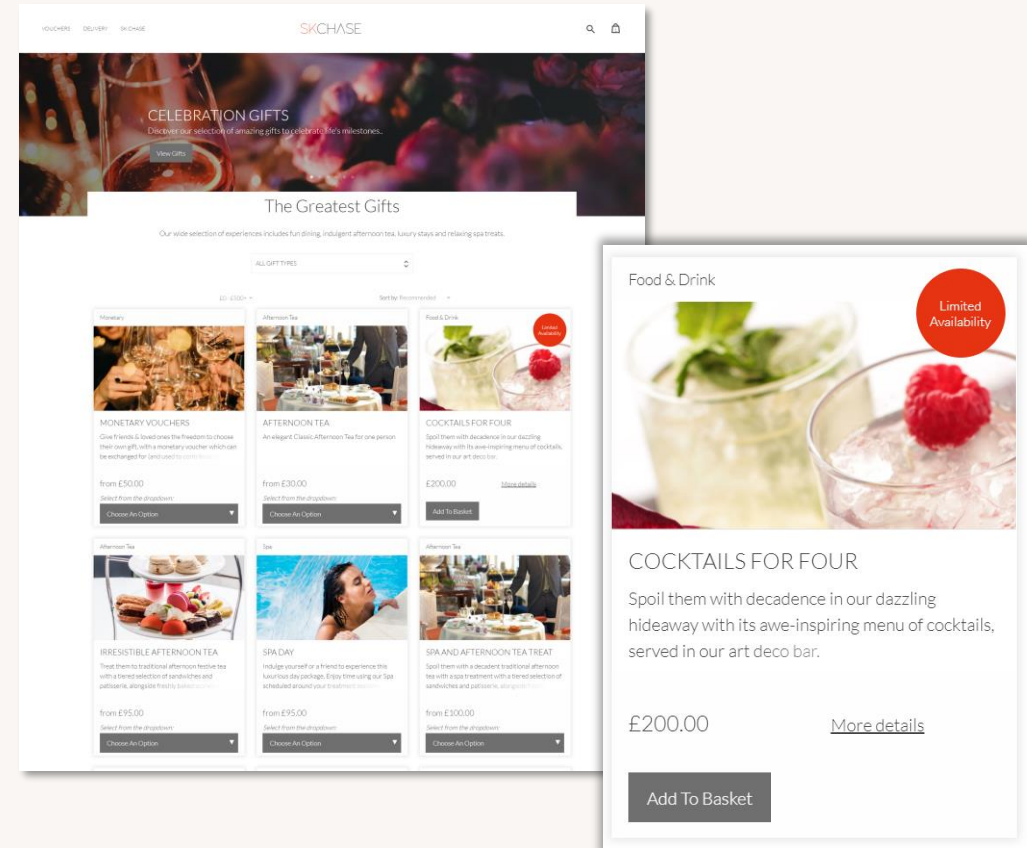 VOUCHERS DELIVERY SKCHASE
SKCHASE
CELEBRATION GIFTS
Discover our selection of amazing gifts to celebrate life's milestones..
View Gifts
The Greatest Gifts
Our wide selection of experiences includes fun dining, indulgent afternoon tea, luxury stays and relaxing spa treats.
ALL GIFT TYPES
£0 - £500+
Sort by: Recommended
Monetary
MONETARY VOUCHERS
Give friends & loved ones the freedom to choose
their own gift, with a monetary voucher which can
be exchanged for (and used to
from £50.00
Select from the dropdown:
Choose An Option
Afternoon Tea
AFTERNOON TEA
An elegant Classic Afternoon Tea for one person
from £30.00
Select from the dropdown:
Choose An Option
Food & Drink
Limited
Availability
COCKTAILS FOR FOUR
Spoil them with decadence in our dazzling
hideaway with its awe-inspiring menu of cocktails,
served in our art deco bar.
£200.00 More details
Add To Basket
Afternoon Tea
IRRESISTIBLE AFTERNOON TEA
Treat them to traditional afternoon festive tea
with a tiered selection of sandwiches and
patisserie, alongside freshly baked
from £95.00
Select from the dropdown:
Choose An Option
Spa
SPA DAY
Indulge yourself or a friend to experience this
luxurious day package. Enjoy time using our Spa
scheduled around your treatment
from £95.00
Select from the dropdown:
Choose An Option
Afternoon Tea
SPA AND AFTERNOON TEA TREAT
Spoil them with a decadent traditional afternoon
tea with a spa treatment with a tiered selection of
sandwiches and patisserie, alongside
from £100.00
Select from the dropdown:
Choose An Option
Food & Drink
Limited
Availability
COCKTAILS FOR FOUR
Spoil them with decadence in our dazzling
hideaway with its awe-inspiring menu of cocktails,
served in our art deco bar.
£200.00 More details
Add To Basket